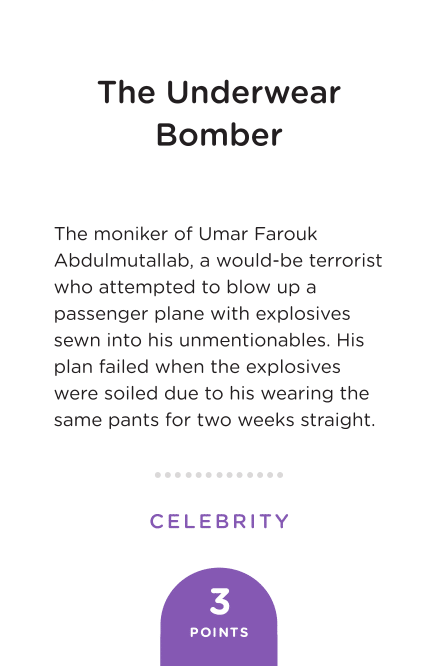 The Underwear
Bomber
The moniker of Umar Farouk
Abdulmutallab, a would-be terrorist
who attempted to blow up a
passenger plane with explosives
sewn into his unmentionables. His
plan failed when the explosives
were soiled due to his wearing the
same pants for two weeks straight.
CELEBRITY
3
POINTS